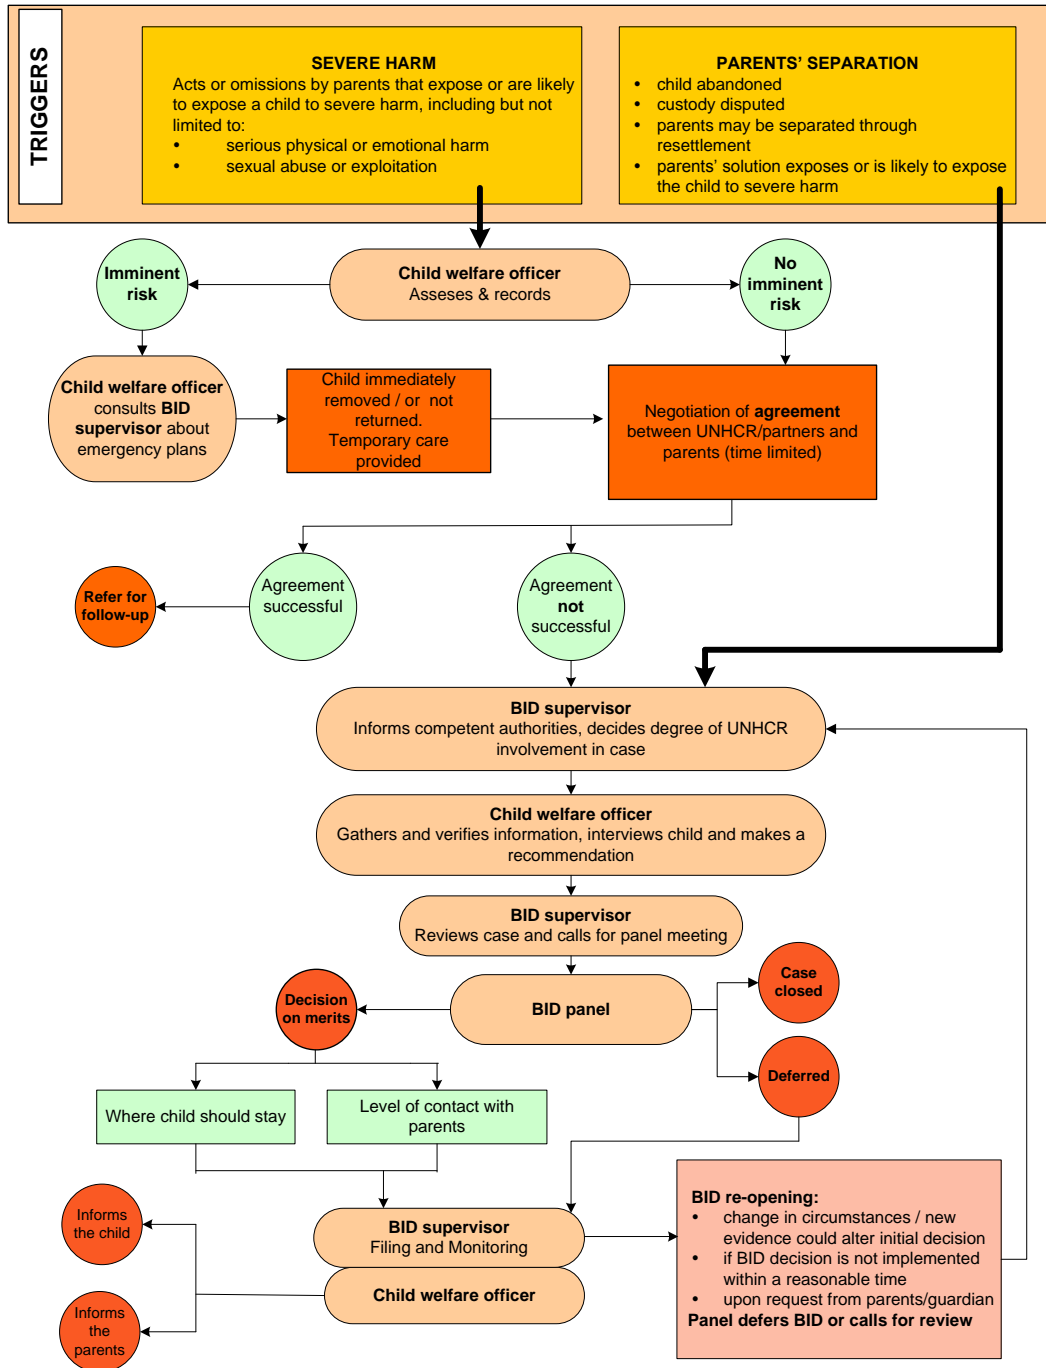 TRIGGERS
SEVERE HARM
Acts or omissions by parents that expose or are likely
to expose a child to severe harm, including but not
limited to:
• serious physical or emotional harm
• sexual abuse or exploitation
PARENTS' SEPARATION
• child abandoned
• custody disputed
• parents may be separated through
resettlement
• parents' solution exposes or is likely to expose
the child to severe harm
Imminent
risk
Child welfare officer
Asseses & records
No
imminent
risk
Child welfare officer
consults BID
supervisor about
emergency plans
Child immediately
removed / or not
returned.
Temporary care
provided
Negotiation of agreement
between UNHCR/partners and
parents (time limited)
Refer for
follow-up
Agreement
successful
Agreement
not
successful
BID supervisor
Informs competent authorities, decides degree of UNHCR
involvement in case
Child welfare officer
Gathers and verifies information, interviews child and makes a
recommendation
BID supervisor
Reviews case and calls for panel meeting
Decision
on merits
BID panel
Case
closed
Deferred
Where child should stay
Level of contact with
parents
Informs
the child
BID supervisor
Filing and Monitoring
Child welfare officer
Informs
the
parents
BID re-opening:
• change in circumstances / new
evidence could alter initial decision
• if BID decision is not implemented
within a reasonable time
• upon request from parents/guardian
Panel defers BID or calls for review